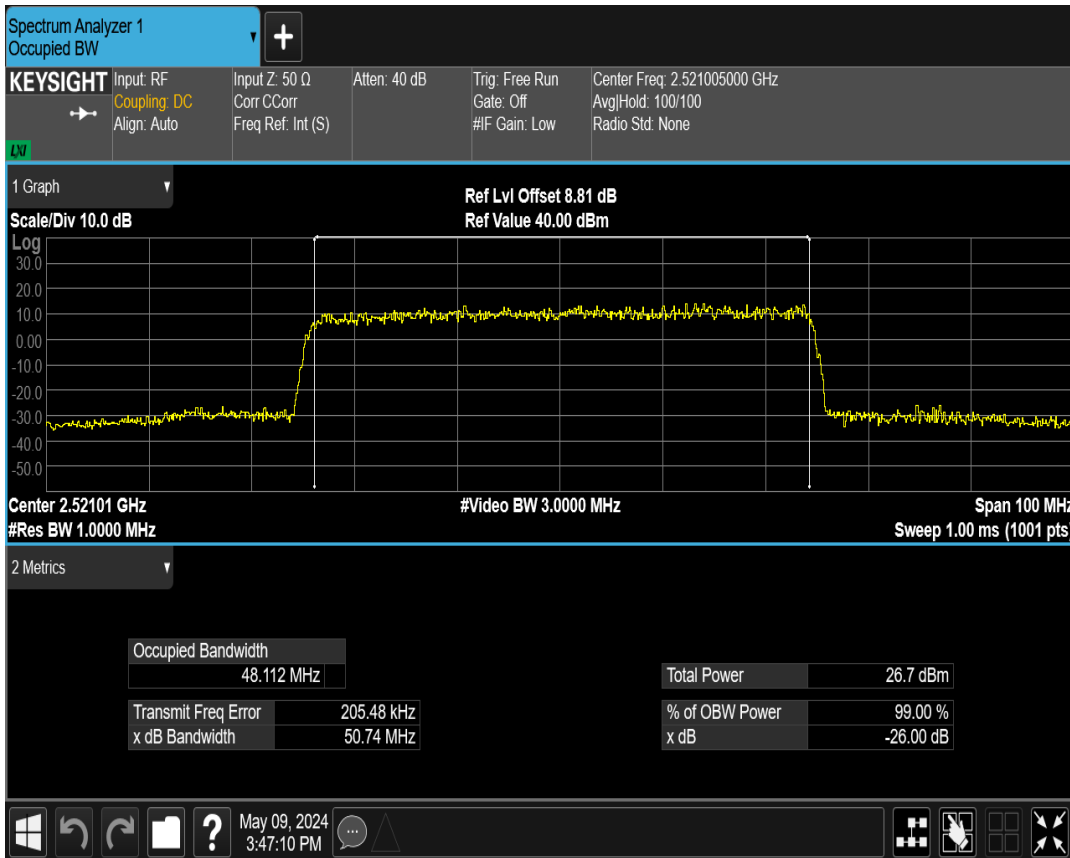 Spectrum Analyzer 1
Occupied BW
+
KEYSIGHT
LXI
Input: RF
Coupling: DC
Align: Auto
Input Z: 50 Ω
Corr CCorr
Freq Ref: Int (S)
Atten: 40 dB
Trig: Free Run
Gate: Off
#IF Gain: Low
Center Freq: 2.521005000 GHz
Avg|Hold: 100/100
Radio Std: None
1 Graph
Scale/Div 10.0 dB
Ref Lvl Offset 8.81 dB
Ref Value 40.00 dBm
Log
30.0
20.0
10.0
0.00
-10.0
-20.0
-30.0
-40.0
-50.0
Center 2.52101 GHz
#Video BW 3.0000 MHz
Span 100 MHz
#Res BW 1.0000 MHz
Sweep 1.00 ms (1001 pts)
2 Metrics
Occupied Bandwidth
48.112 MHz
Total Power 26.7 dBm
Transmit Freq Error 205.48 kHz
% of OBW Power 99.00 %
x dB Bandwidth 50.74 MHz
x dB -26.00 dB
?
May 09, 2024
3:47:10 PM